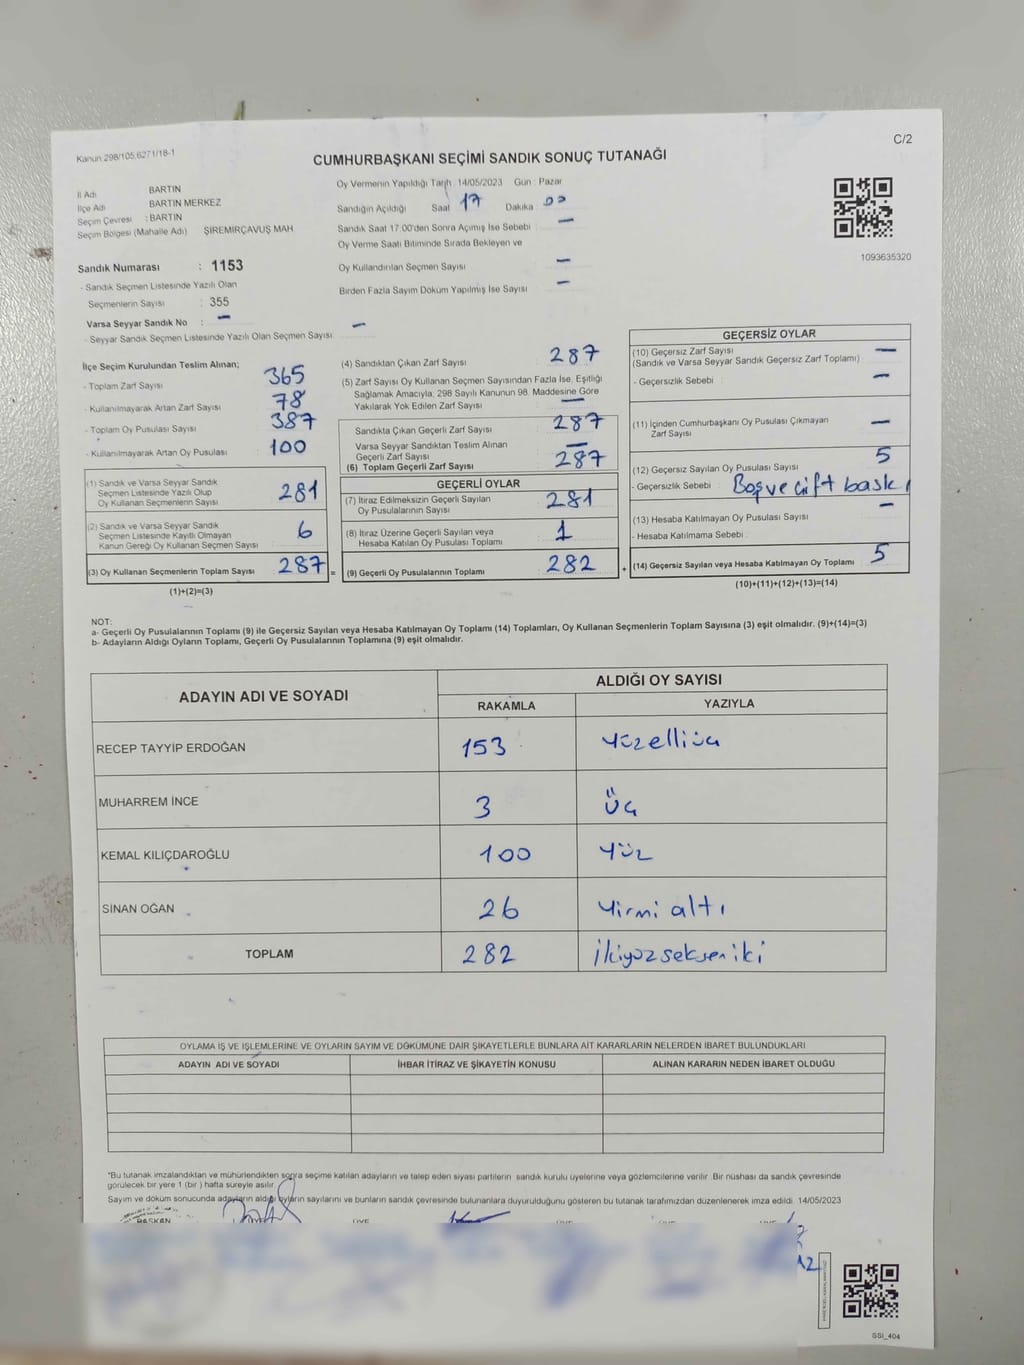 Kanun 298/105,6271/18-1
C/2
CUMHURBAŞKANI SEÇİMİ SANDIK SONUÇ TUTANAĞI
İl Adı BARTIN
İlçe Adı BARTIN MERKEZ
Seçim Çevresi : BARTIN
Seçim Bölgesi (Mahalle Adı) ŞİREMİRÇAVUŞ MAH
Sandık Numarası : 1153
- Sandık Seçmen Listesinde Yazılı Olan
Seçmenlerin Sayısı : 355
Varsa Seyyar Sandık No : -
- Seyyar Sandık Seçmen Listesinde Yazılı Olan Seçmen Sayısı -
Oy Vermenin Yapıldığı Tarih 14/05/2023 Gün : Pazar
Sandığın Açıldığı Saat 17 Dakika 00
Sandık Saat 17:00'den Sonra Açımış İse Sebebi -
Oy Verme Saati Bitiminde Sırada Bekleyen ve
Oy Kullandırılan Seçmen Sayısı -
Birden Fazla Sayım Döküm Yapılmış İse Sayısı -
1093635320
İlçe Seçim Kurulundan Teslim Alınan;
- Toplam Zarf Sayısı 365
- Kullanılmayarak Artan Zarf Sayısı 78
- Toplam Oy Pusulası Sayısı 387
- Kullanılmayarak Artan Oy Pusulası 100
(1) Sandık ve Varsa Seyyar Sandık
Seçmen Listesinde Yazılı Olup
Oy Kullanan Seçmenlerin Sayısı 281
(2) Sandık ve Varsa Seyyar Sandık
Seçmen Listesinde Kayıtlı Olmayan
Kanun Gereği Oy Kullanan Seçmen Sayısı 6
(3) Oy Kullanan Seçmenlerin Toplam Sayısı 287 =
(1)+(2)=(3)
(4) Sandıktan Çıkan Zarf Sayısı 287
(5) Zarf Sayısı Oy Kullanan Seçmen Sayısından Fazla İse, Eşitliği
Sağlamak Amacıyla, 298 Sayılı Kanunun 98. Maddesine Göre
Yakılarak Yok Edilen Zarf Sayısı -
Sandıkta Çıkan Geçerli Zarf Sayısı 287
Varsa Seyyar Sandıktan Teslim Alınan
Geçerli Zarf Sayısı -
(6) Toplam Geçerli Zarf Sayısı 287
GEÇERLİ OYLAR
(7) İtiraz Edilmeksizin Geçerli Sayılan
Oy Pusulalarının Sayısı 281
(8) İtiraz Üzerine Geçerli Sayılan veya
Hesaba Katılan Oy Pusulası Toplamı 1
(9) Geçerli Oy Pusulalarının Toplamı 282 +
GEÇERSİZ OYLAR
(10) Geçersiz Zarf Sayısı -
(Sandık ve Varsa Seyyar Sandık Geçersiz Zarf Toplamı)
- Geçersizlik Sebebi : -
(11) İçinden Cumhurbaşkanı Oy Pusulası Çıkmayan
Zarf Sayısı -
(12) Geçersiz Sayılan Oy Pusulası Sayısı 5
- Geçersizlik Sebebi : Boş ve çift baskı
(13) Hesaba Katılmayan Oy Pusulası Sayısı -
- Hesaba Katılmama Sebebi :
(14) Geçersiz Sayılan veya Hesaba Katılmayan Oy Toplamı 5
(10)+(11)+(12)+(13)=(14)
NOT:
a- Geçerli Oy Pusulalarının Toplamı (9) ile Geçersiz Sayılan veya Hesaba Katılmayan Oy Toplamı (14) Toplamları, Oy Kullanan Seçmenlerin Toplam Sayısına (3) eşit olmalıdır. (9)+(14)=(3)
b- Adayların Aldığı Oyların Toplamı, Geçerli Oy Pusulalarının Toplamına (9) eşit olmalıdır.
ADAYIN ADI VE SOYADI ALDIĞI OY SAYISI
RAKAMLA YAZIYLA
RECEP TAYYİP ERDOĞAN 153 yüzelliüç
MUHARREM İNCE 3 üç
KEMAL KILIÇDAROĞLU 100 yüz
SİNAN OĞAN 26 yirmi altı
TOPLAM 282 ikiyüzsekseniki
OYLAMA İŞ VE İŞLEMLERİNE VE OYLARIN SAYIM VE DÖKÜMÜNE DAİR ŞİKAYETLERLE BUNLARA AİT KARARLARIN NELERDEN İBARET BULUNDUKLARI
ADAYIN ADI VE SOYADI İHBAR İTİRAZ VE ŞİKAYETİN KONUSU ALINAN KARARIN NEDEN İBARET OLDUĞU
*Bu tutanak imzalandıktan ve mühürlendikten sonra seçime katılan adayların ve talep eden siyasi partilerin sandık kurulu üyelerine veya gözlemcilerine verilir. Bir nüshası da sandık çevresinde
görülecek bir yere 1 (bir) hafta süreyle asılır.
Sayım ve döküm sonucunda adayların aldığı oyların sayılarını ve bunların sandık çevresinde bulunanlara duyurulduğunu gösteren bu tutanak tarafımızdan düzenlenerek imza edildi. 14/05/2023
BAŞKAN
SSİ_404